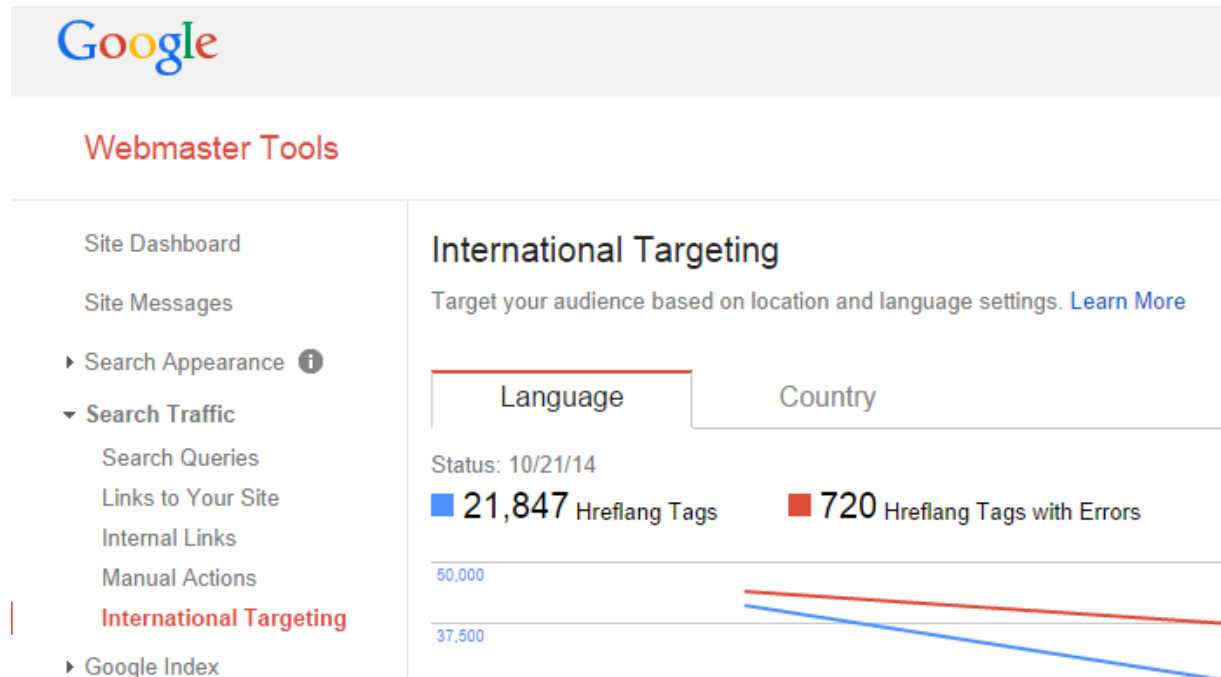 Google
Webmaster Tools
Site Dashboard
Site Messages
Search Appearance i
Search Traffic
Search Queries
Links to Your Site
Internal Links
Manual Actions
International Targeting
Google Index
International Targeting
Target your audience based on location and language settings. Learn More
Language Country
Status: 10/21/14
21,847 Hreflang Tags 720 Hreflang Tags with Errors
50,000
37,500